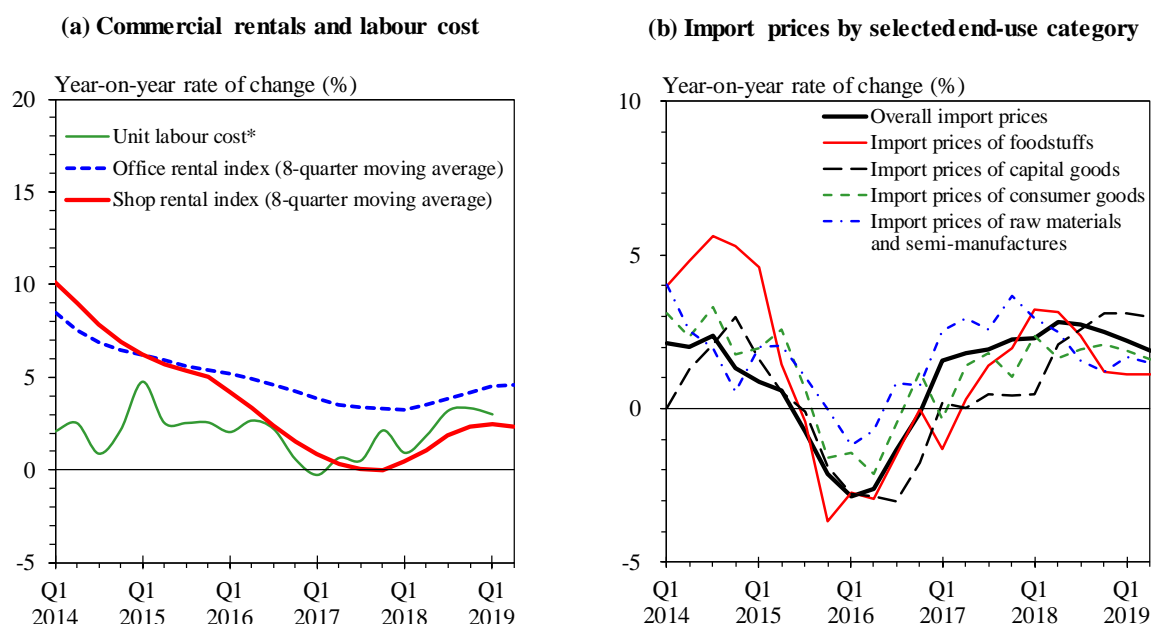 (a) Commercial rentals and labour cost
Year-on-year rate of change (%)
20
15
10
5
0
-5
Unit labour cost*
Office rental index (8-quarter moving average)
Shop rental index (8-quarter moving average)
Q1 Q1 Q1 Q1 Q1 Q1
2014 2015 2016 2017 2018 2019
(b) Import prices by selected end-use category
Year-on-year rate of change (%)
10
5
0
-5
Overall import prices
Import prices of foodstuffs
Import prices of capital goods
Import prices of consumer goods
Import prices of raw materials
and semi-manufactures
Q1 Q1 Q1 Q1 Q1 Q1
2014 2015 2016 2017 2018 2019